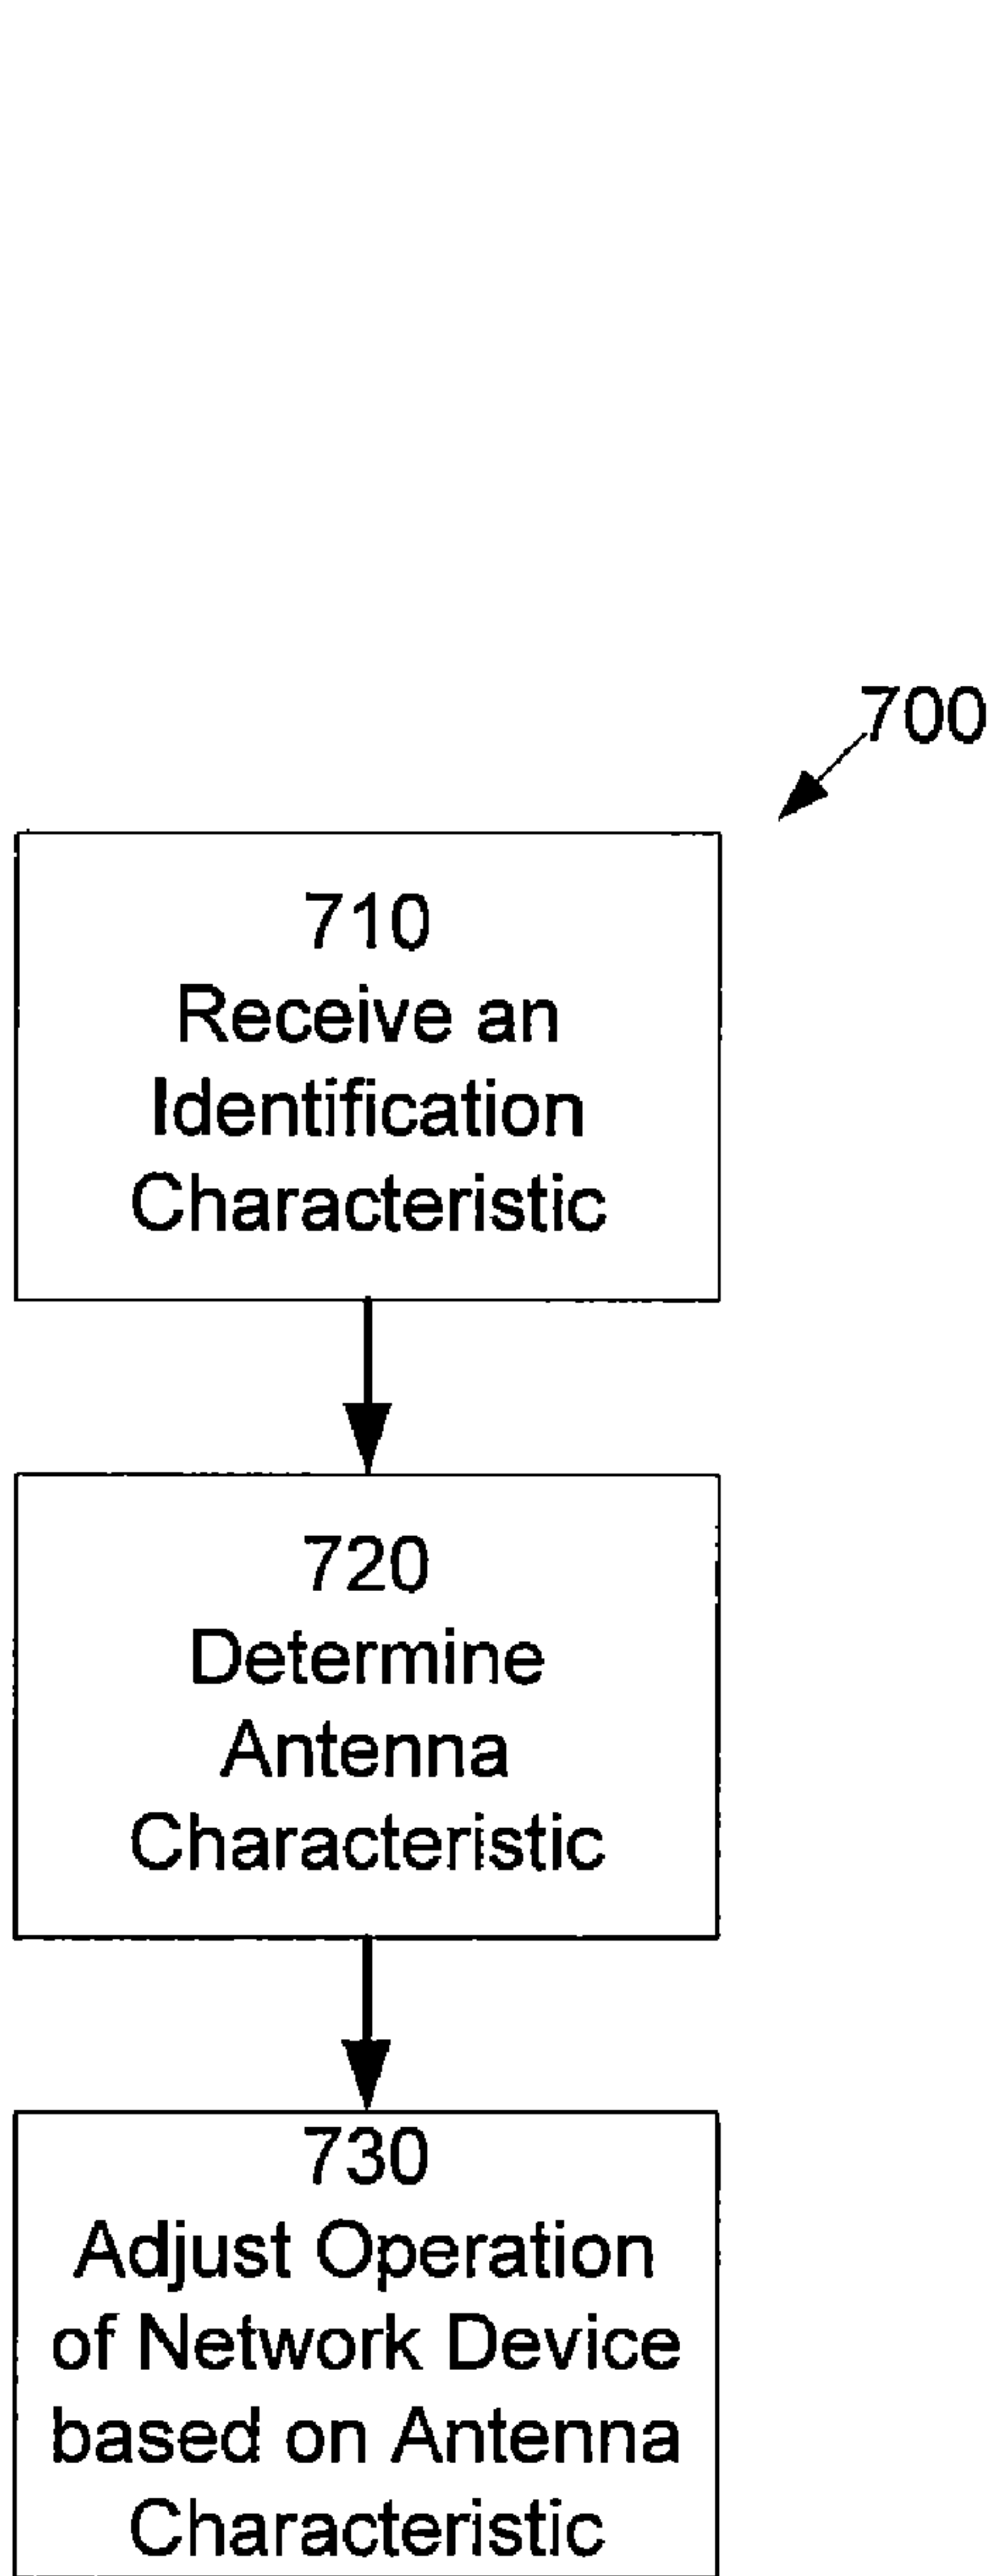 700
710
Receive an
Identification
Characteristic
720
Determine
Antenna
Characteristic
730
Adjust Operation
of Network Device
based on Antenna
Characteristic